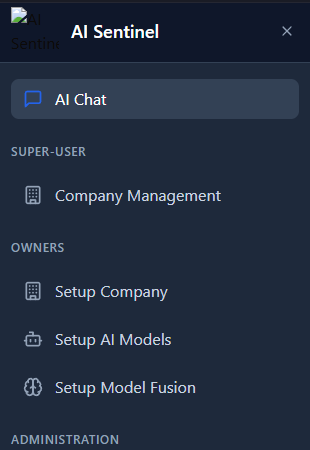 AI Sentinel
AI Sentinel
AI Chat
SUPER-USER
Company Management
OWNERS
Setup Company
Setup AI Models
Setup Model Fusion
ADMINISTRATION